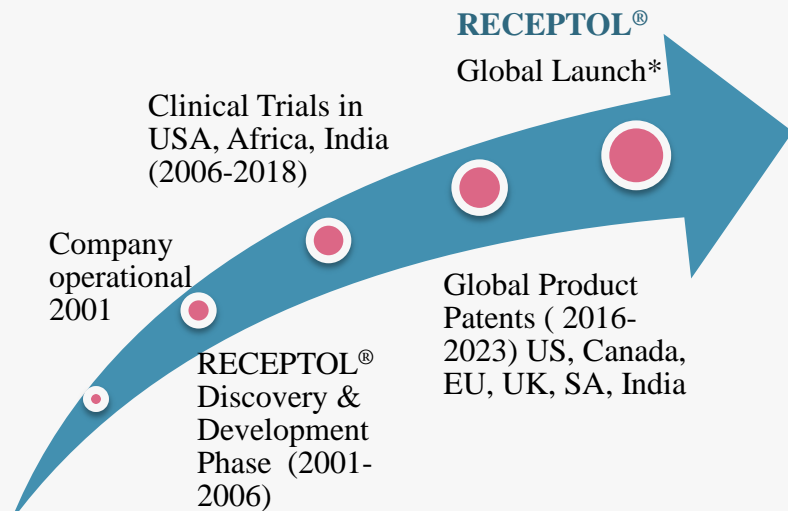 RECEPTOL®
Global Launch*
Clinical Trials in
USA, Africa, India
(2006-2018)
Company
operational
2001
Global Product
Patents ( 2016-
2023) US, Canada,
EU, UK, SA, India
RECEPTOL®
Discovery &
Development
Phase (2001-
2006)